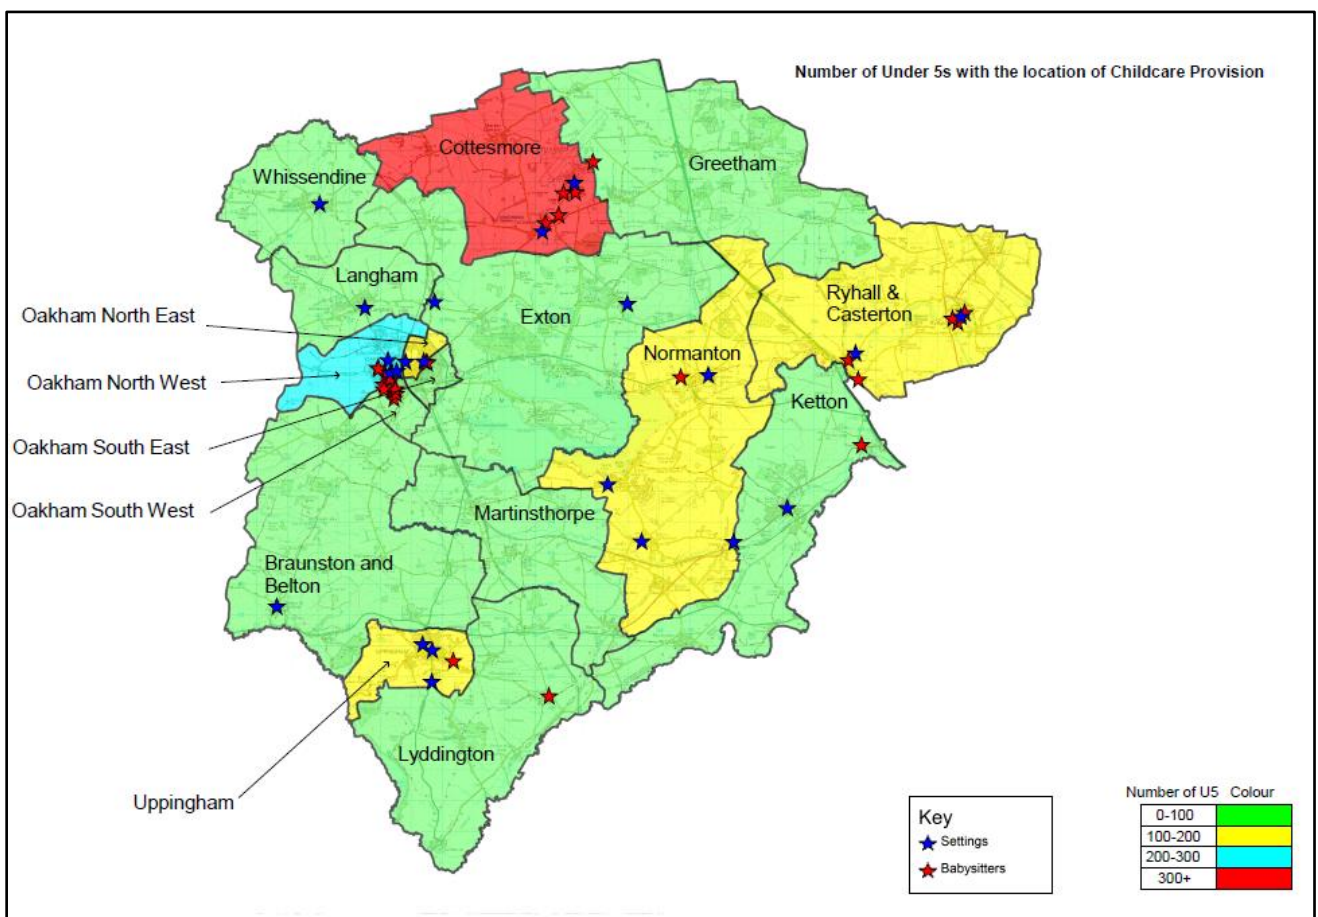 Number of Under 5s with the location of Childcare Provision
Cottesmore
Greetham
Whissendine
Langham
Oakham North East
Exton
Ryhall &
Casterton
Normanton
Oakham North West
Ketton
Oakham South East
Oakham South West
Martinsthorpe
Braunston and
Belton
Lyddington
Uppingham
Key
Settings
Babysitters
Number of U5 Colour
0-100
100-200
200-300
300+